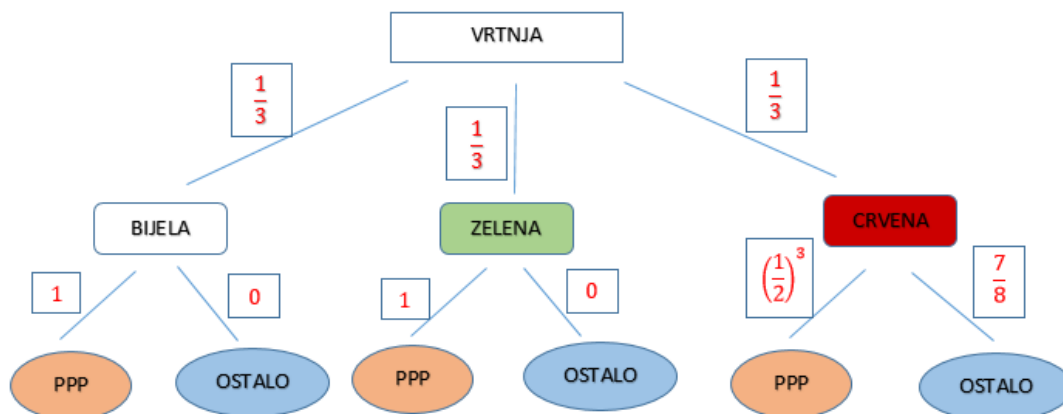 VRTNJA
1/3
1/3
1/3
BIJELA
ZELENA
CRVENA
1
0
1
0
(1/2)³
7/8
PPP
OSTALO
PPP
OSTALO
PPP
OSTALO